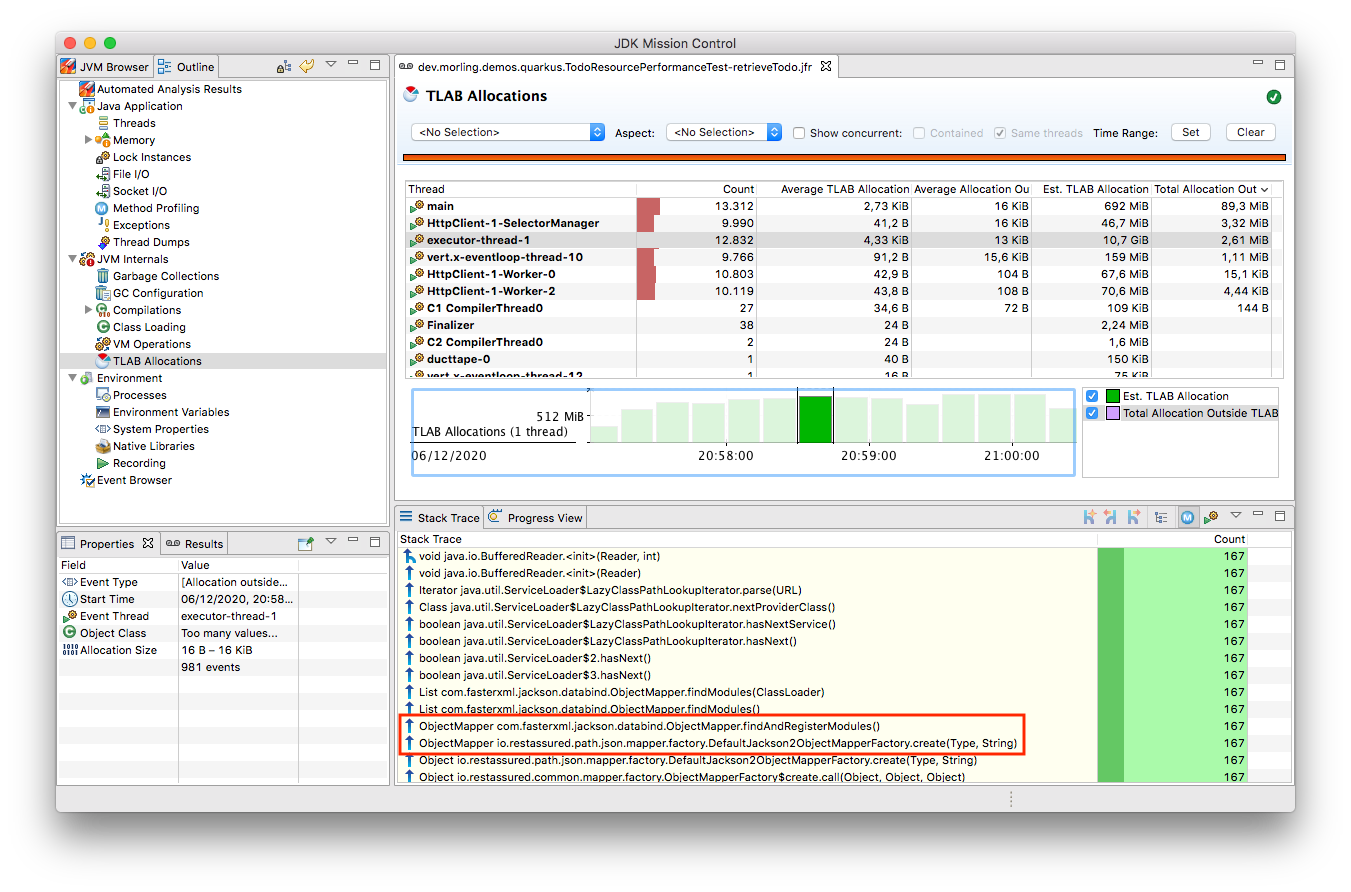 JDK Mission Control
JVM Browser
Outline
Automated Analysis Results
Java Application
Threads
Memory
Lock Instances
File I/O
Socket I/O
Method Profiling
Exceptions
Thread Dumps
JVM Internals
Garbage Collections
GC Configuration
Compilations
Class Loading
VM Operations
TLAB Allocations
Environment
Processes
Environment Variables
System Properties
Native Libraries
Recording
Event Browser
Properties
Results
Field Value
Event Type [Allocation outside...
Start Time 06/12/2020, 20:58...
Event Thread executor-thread-1
Object Class Too many values...
Allocation Size 16 B – 16 KiB
981 events
dev.morling.demos.quarkus.TodoResourcePerformanceTest-retrieveTodo.jfr
TLAB Allocations
<No Selection> Aspect: <No Selection> Show concurrent: Contained Same threads Time Range: Set Clear
Thread Count Average TLAB Allocation Average Allocation Ou Est. TLAB Allocation Total Allocation Out
main 13.312 2,73 KiB 16 KiB 692 MiB 89,3 MiB
HttpClient-1-SelectorManager 9.990 41,2 B 16 KiB 46,7 MiB 3,32 MiB
executor-thread-1 12.832 4,33 KiB 13 KiB 10,7 GiB 2,61 MiB
vert.x-eventloop-thread-10 9.766 91,2 B 15,6 KiB 159 MiB 1,11 MiB
HttpClient-1-Worker-0 10.803 42,9 B 104 B 67,6 MiB 15,1 KiB
HttpClient-1-Worker-2 10.119 43,8 B 108 B 70,6 MiB 4,44 KiB
C1 CompilerThread0 27 34,6 B 72 B 109 KiB 144 B
Finalizer 38 24 B 2,24 MiB
C2 CompilerThread0 2 24 B 1,6 MiB
ducttape-0 1 40 B 150 KiB
vert.x-eventloop-thread-12 1 16 B 75 KiB
512 MiB
TLAB Allocations (1 thread)
06/12/2020 20:58:00 20:59:00 21:00:00
Est. TLAB Allocation
Total Allocation Outside TLAB
Stack Trace
Progress View
Stack Trace Count
void java.io.BufferedReader.<init>(Reader, int) 167
void java.io.BufferedReader.<init>(Reader) 167
Iterator java.util.ServiceLoader$LazyClassPathLookupIterator.parse(URL) 167
Class java.util.ServiceLoader$LazyClassPathLookupIterator.nextProviderClass() 167
boolean java.util.ServiceLoader$LazyClassPathLookupIterator.hasNextService() 167
boolean java.util.ServiceLoader$LazyClassPathLookupIterator.hasNext() 167
boolean java.util.ServiceLoader$2.hasNext() 167
boolean java.util.ServiceLoader$3.hasNext() 167
List com.fasterxml.jackson.databind.ObjectMapper.findModules(ClassLoader) 167
List com.fasterxml.jackson.databind.ObjectMapper.findModules() 167
ObjectMapper com.fasterxml.jackson.databind.ObjectMapper.findAndRegisterModules() 167
ObjectMapper io.restassured.path.json.mapper.factory.DefaultJackson2ObjectMapperFactory.create(Type, String) 167
Object io.restassured.path.json.mapper.factory.DefaultJackson2ObjectMapperFactory.create(Type, String) 167
Object io.restassured.common.mapper.factory.ObjectMapperFactory$create.call(Object, Object, Object) 167